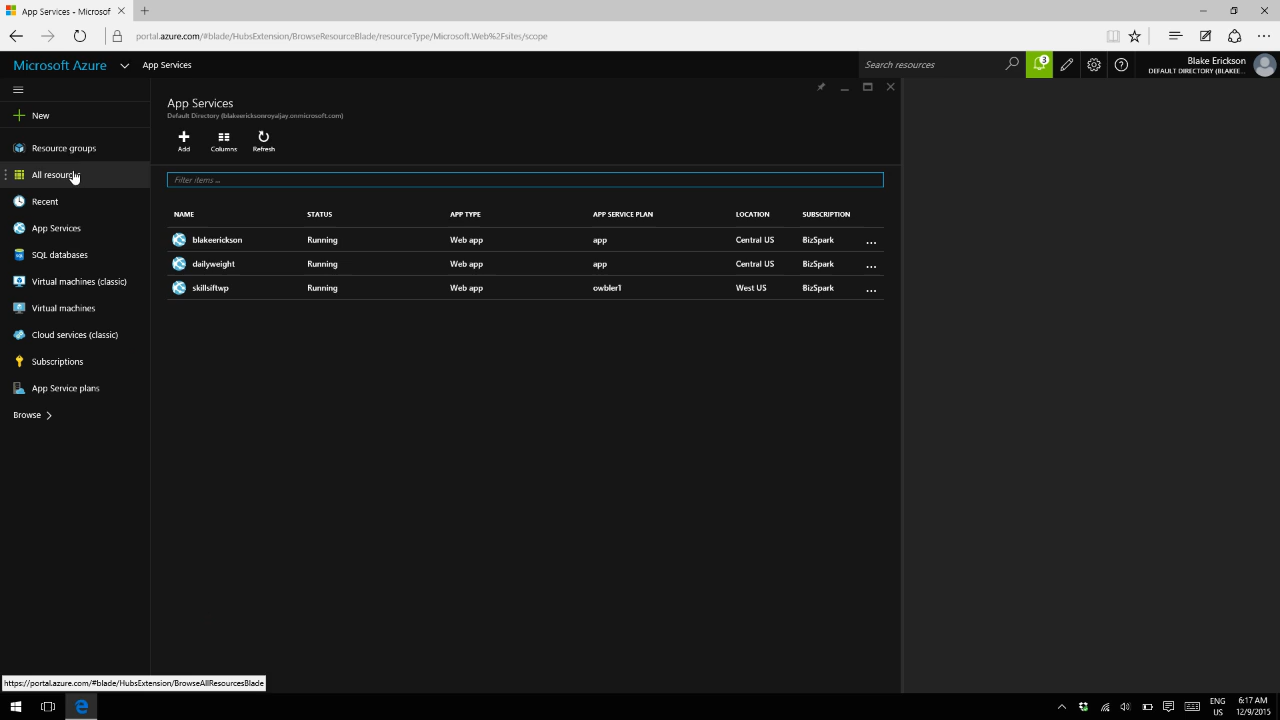 App Services - Microsof
portal.azure.com/#blade/HubsExtension/BrowseResourceBlade/resourceType/Microsoft.Web%2Fsites/scope
Microsoft Azure
App Services
Search resources
3
Blake Erickson
DEFAULT DIRECTORY (BLAKEE...
New
Resource groups
All resources
Recent
App Services
SQL databases
Virtual machines (classic)
Virtual machines
Cloud services (classic)
Subscriptions
App Service plans
Browse
App Services
Default Directory (blakeericksonroyaljay.onmicrosoft.com)
Add Columns Refresh
Filter items ...
NAME STATUS APP TYPE APP SERVICE PLAN LOCATION SUBSCRIPTION
blakeerickson Running Web app app Central US BizSpark ...
dailyweight Running Web app app Central US BizSpark ...
skillsiftwp Running Web app owbler1 West US BizSpark ...
https://portal.azure.com/#blade/HubsExtension/BrowseAllResourcesBlade
ENG 6:17 AM
US 12/9/2015